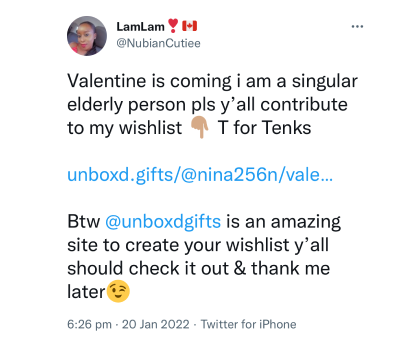 LamLam❣️🇨🇦
@NubianCutiee
Valentine is coming i am a singular
elderly person pls y’all contribute
to my wishlist 👇🏽 T for Tenks
unboxd.gifts/@nina256n/vale...
Btw @unboxdgifts is an amazing
site to create your wishlist y’all
should check it out & thank me
later😉
6:26 pm · 20 Jan 2022 · Twitter for iPhone